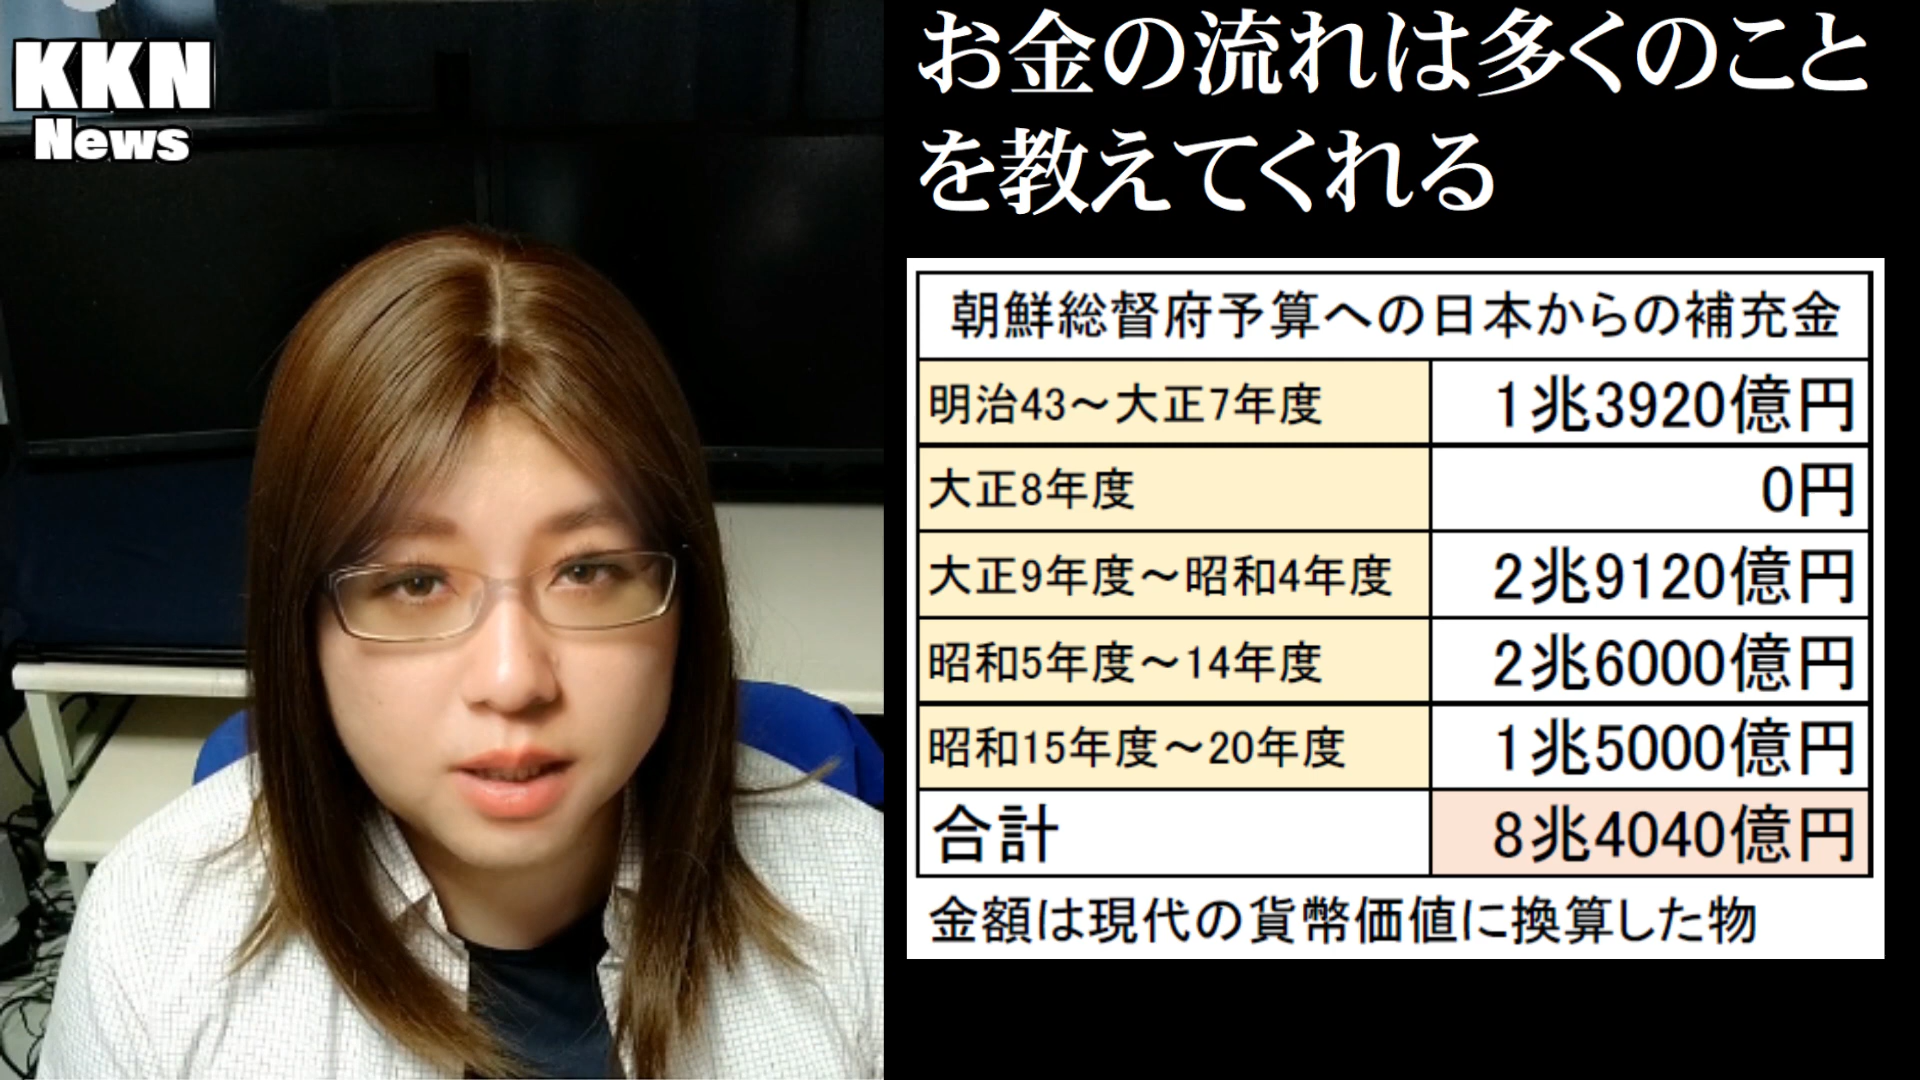 KKN
News
お金の流れは多くのこと
を教えてくれる
朝鮮総督府予算への日本からの補充金
明治43～大正7年度 1兆3920億円
大正8年度 0円
大正9年度～昭和4年度 2兆9120億円
昭和5年度～14年度 2兆6000億円
昭和15年度～20年度 1兆5000億円
合計 8兆4040億円
金額は現代の貨幣価値に換算した物